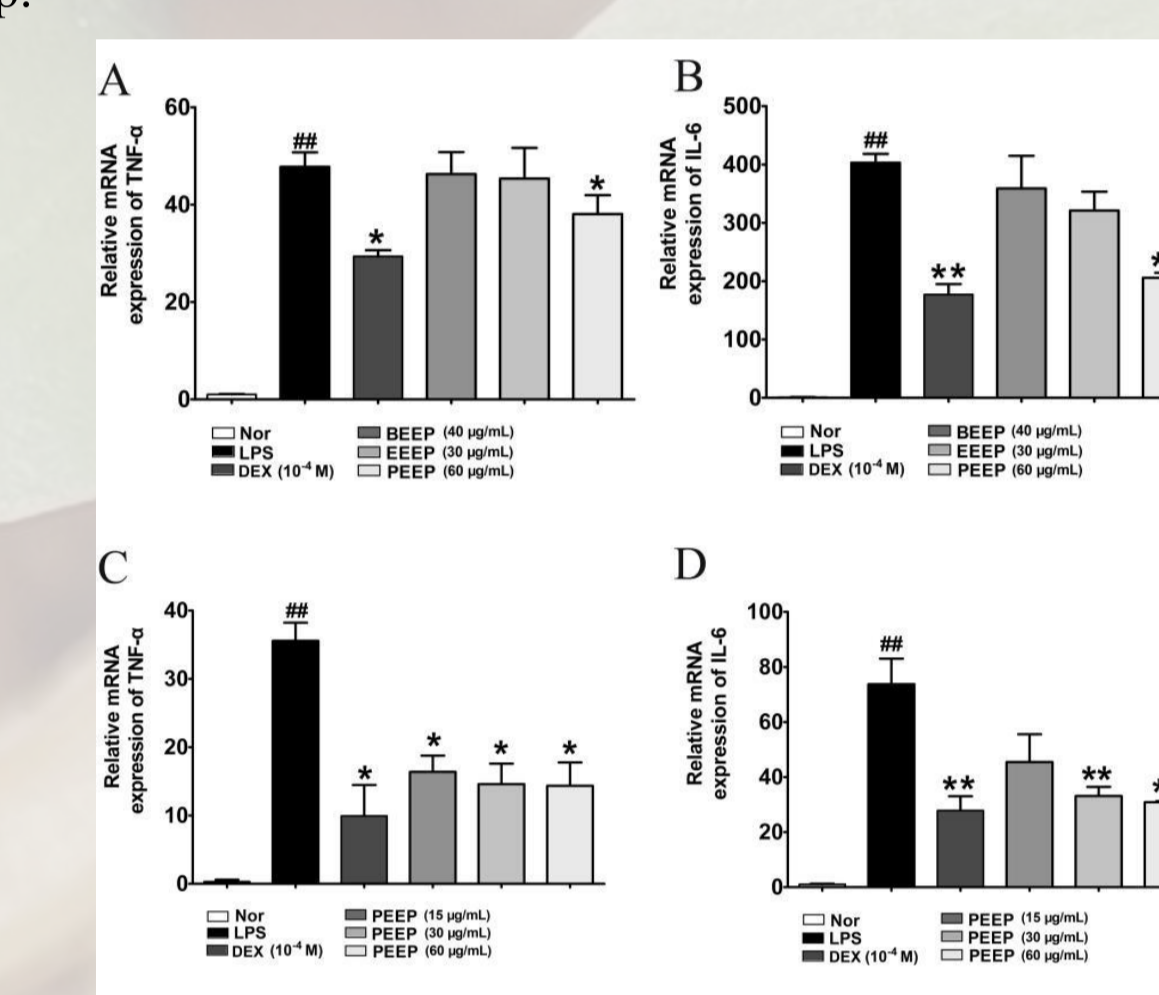 p.
A
Relative mRNA
expression of TNF-α
60
40
20
0
##
*
*
Nor
LPS
DEX (10⁻⁴ M)
BEEP (40 μg/mL)
EEEP (30 μg/mL)
PEEP (60 μg/mL)
B
Relative mRNA
expression of IL-6
500
400
300
200
100
0
##
**
*
Nor
LPS
DEX (10⁻⁴ M)
BEEP (40 μg/mL)
EEEP (30 μg/mL)
PEEP (60 μg/mL)
C
Relative mRNA
expression of TNF-α
40
30
20
10
0
##
*
*
*
*
Nor
LPS
DEX (10⁻⁴ M)
PEEP (15 μg/mL)
PEEP (30 μg/mL)
PEEP (60 μg/mL)
D
Relative mRNA
expression of IL-6
100
80
60
40
20
0
##
**
**
*
Nor
LPS
DEX (10⁻⁴ M)
PEEP (15 μg/mL)
PEEP (30 μg/mL)
PEEP (60 μg/mL)